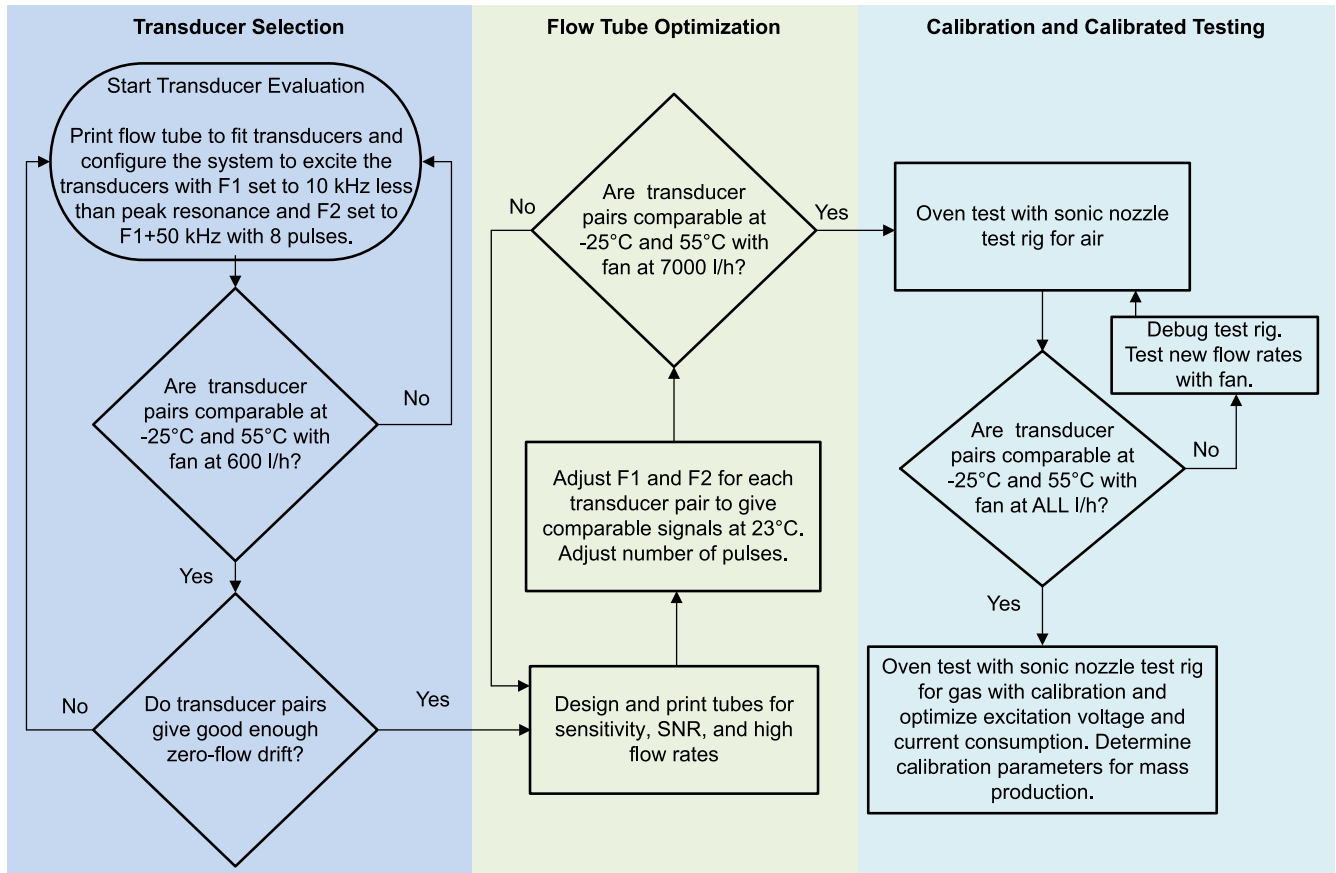 Transducer Selection
Start Transducer Evaluation
Print flow tube to fit transducers and
configure the system to excite the
transducers with F1 set to 10 kHz less
than peak resonance and F2 set to
F1+50 kHz with 8 pulses.
Are transducer
pairs comparable at
-25°C and 55°C with
fan at 600 l/h?
No
Yes
Do transducer pairs
give good enough
zero-flow drift?
No
Yes
Flow Tube Optimization
Are transducer
pairs comparable at
-25°C and 55°C with
fan at 7000 l/h?
No
Yes
Adjust F1 and F2 for each
transducer pair to give
comparable signals at 23°C.
Adjust number of pulses.
Design and print tubes for
sensitivity, SNR, and high
flow rates
Calibration and Calibrated Testing
Oven test with sonic nozzle
test rig for air
Debug test rig.
Test new flow rates
with fan.
Are transducer
pairs comparable at
-25°C and 55°C with
fan at ALL l/h?
No
Yes
Oven test with sonic nozzle test rig
for gas with calibration and
optimize excitation voltage and
current consumption. Determine
calibration parameters for mass
production.